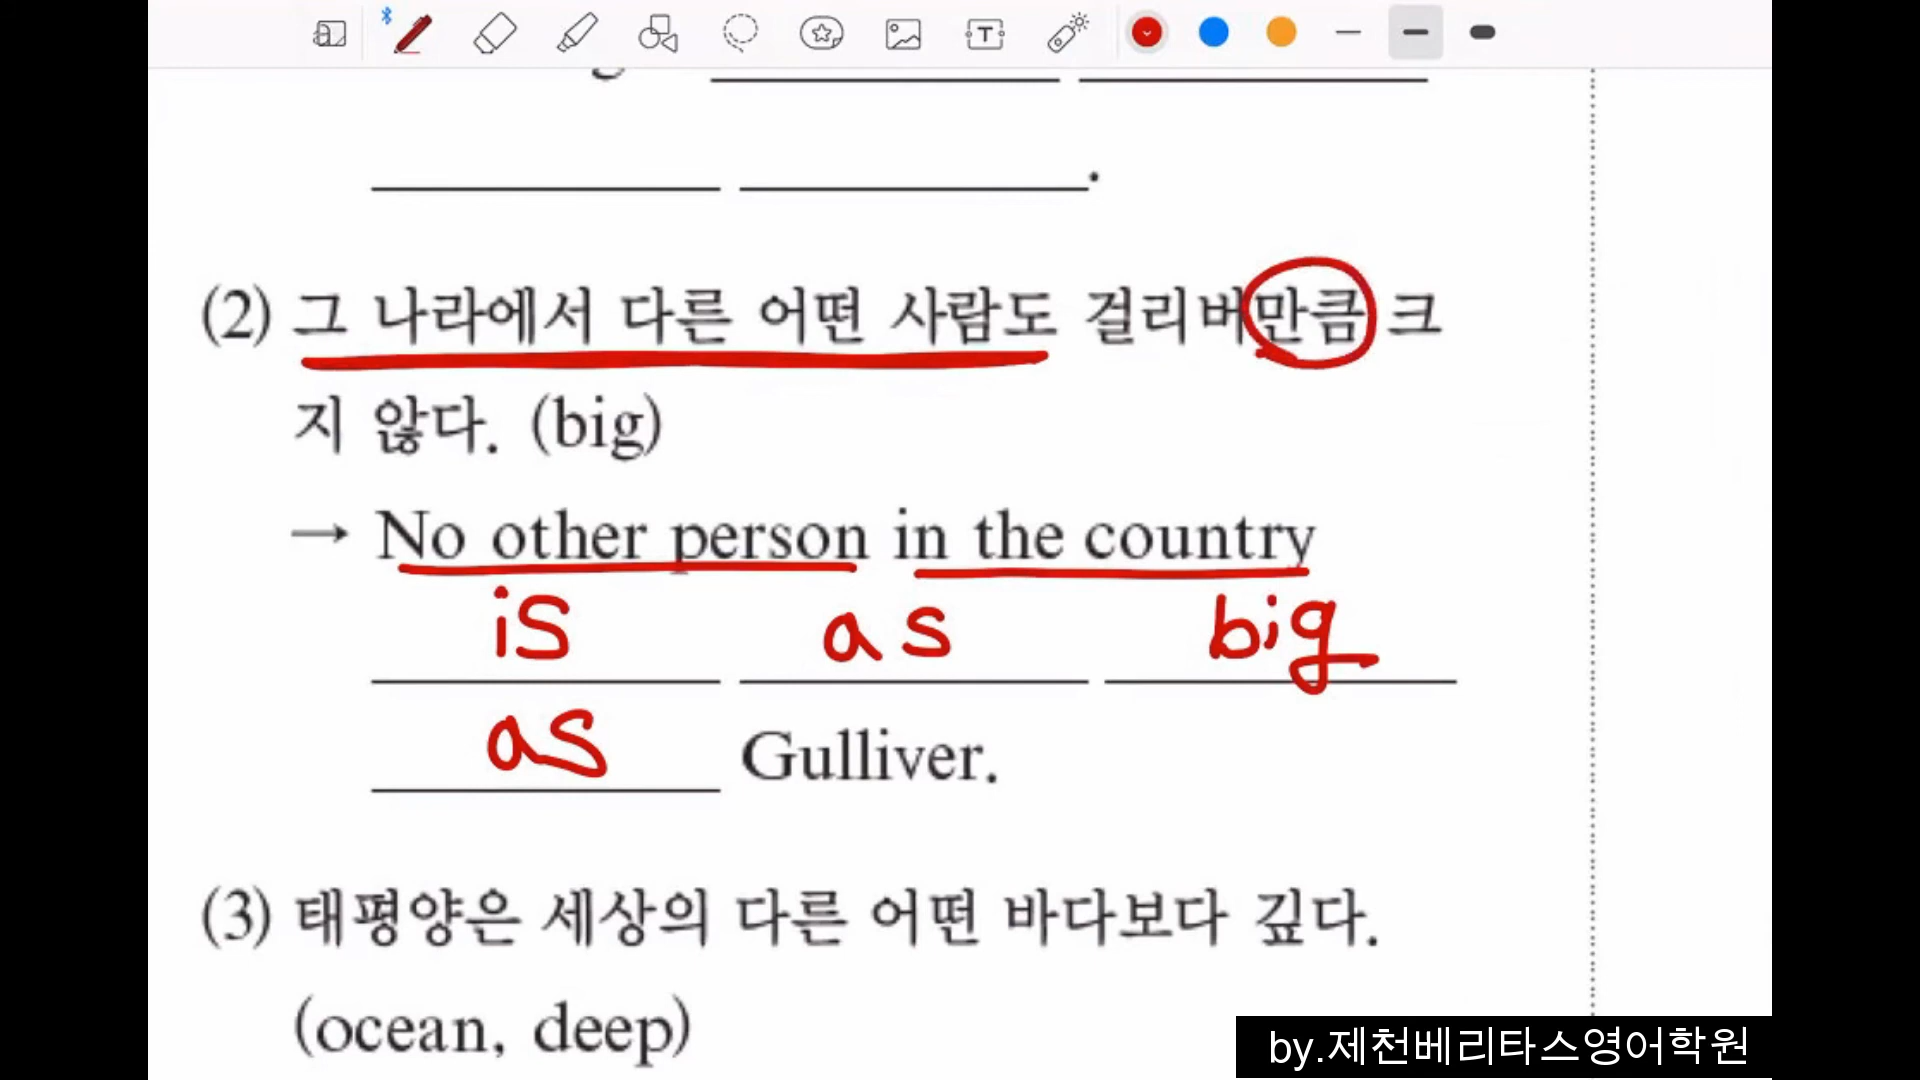 (2) 그 나라에서 다른 어떤 사람도 걸리버만큼 크
지 않다. (big)
→ No other person in the country
is as big
as Gulliver.
(3) 태평양은 세상의 다른 어떤 바다보다 깊다.
(ocean, deep)
by.제천베리타스영어학원